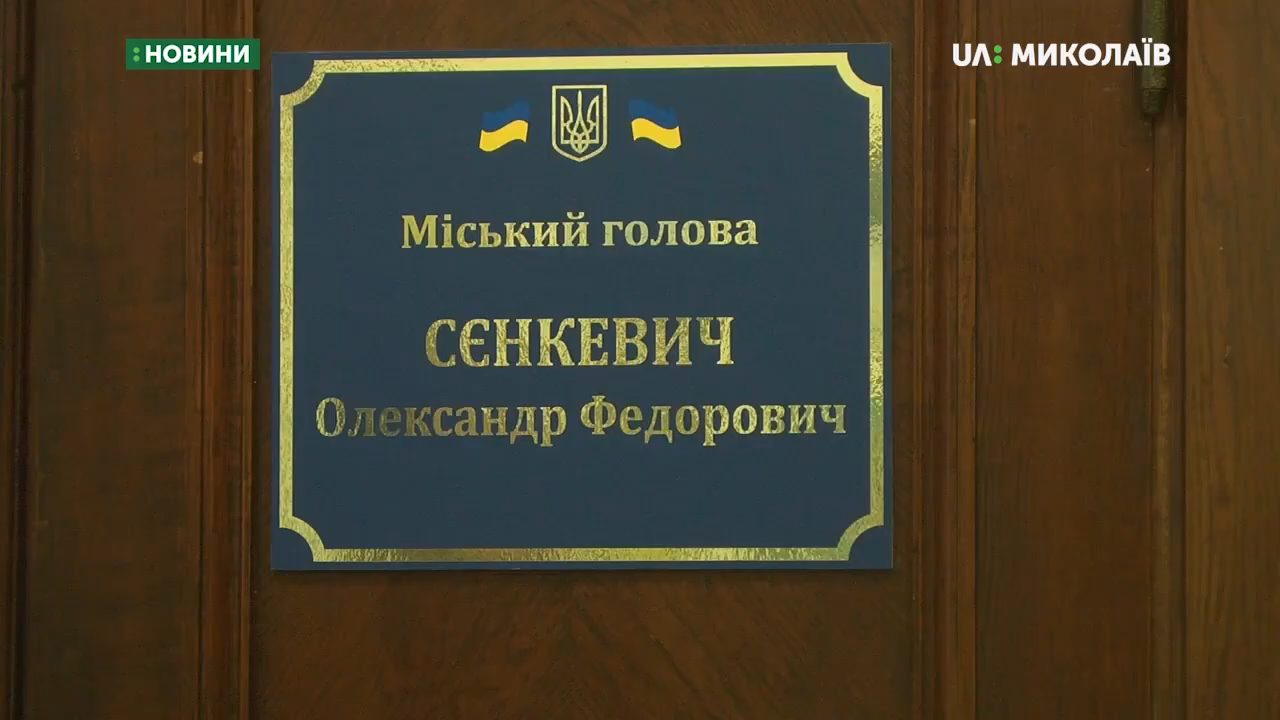 :НОВИНИ
UA: МИКОЛАЇВ
Міський голова
СЄНКЕВИЧ
Олександр Федорович